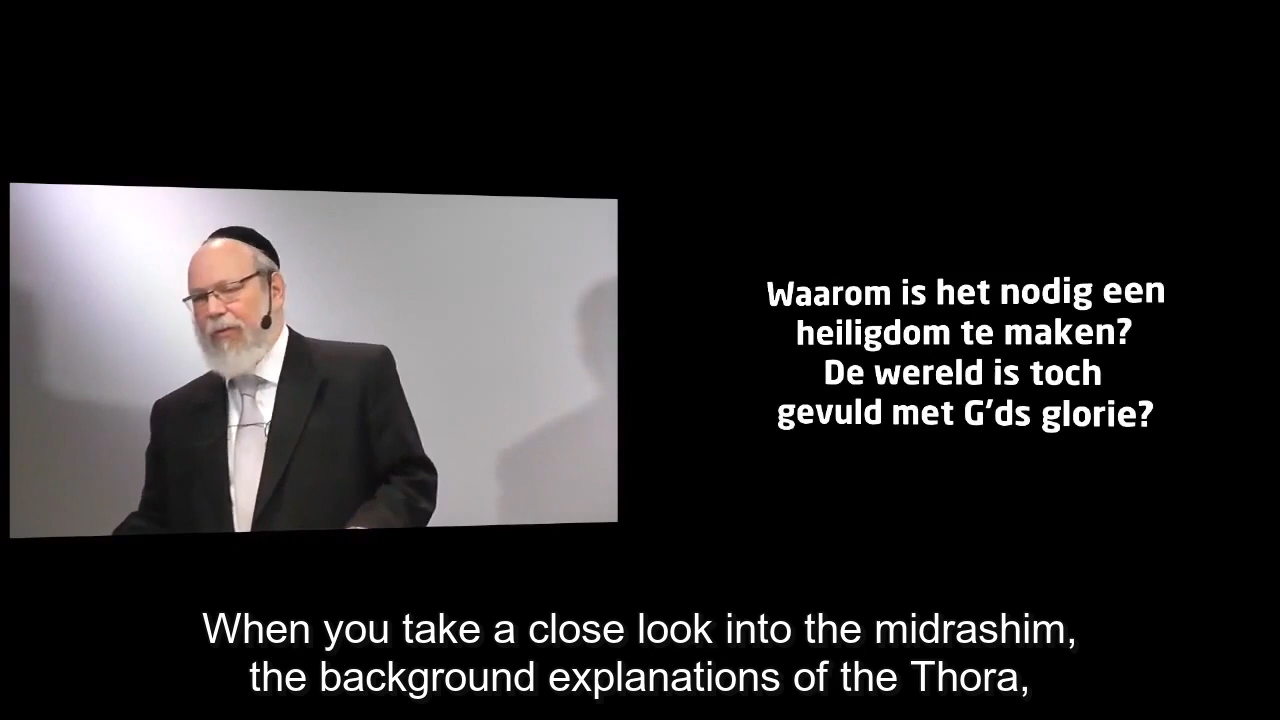 Waarom is het nodig een
heiligdom te maken?
De wereld is toch
gevuld met G'ds glorie?
When you take a close look into the midrashim,
the background explanations of the Thora,